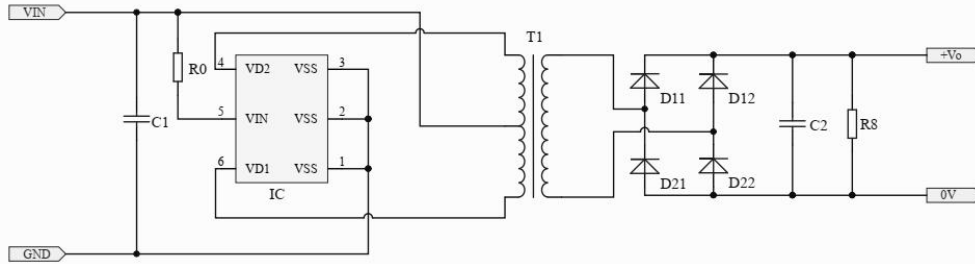 VIN
T1
4 VD2 VSS 3
R0
+Vo
D11 D12
C1
5 VIN VSS 2
C2 R8
6 VD1 VSS 1
D21 D22
IC
0V
GND